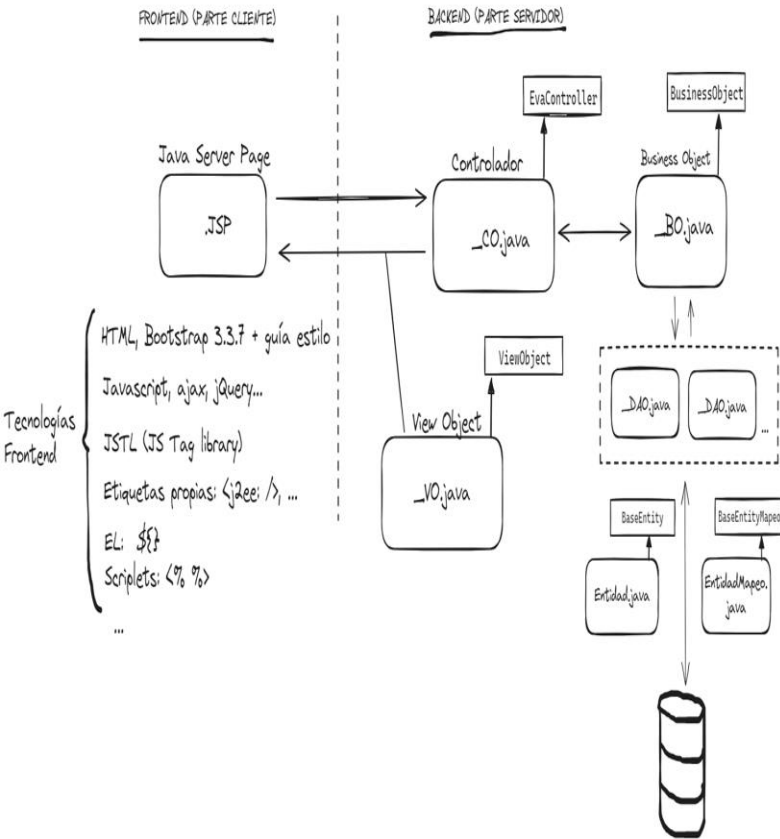 FRONTEND (PARTE CLIENTE)
BACKEND (PARTE SERVIDOR)
EvaController
BusinessObject
Java Server Page
Controlador
Business Object
.JSP
_CO.java
_BO.java
HTML, Bootstrap 3.3.7 + guía estilo
Javascript, ajax, jQuery...
JSTL (JS Tag library)
Etiquetas propias: <j2ee: />, ...
EL: ${}
Scriplets: <% %>
...
Tecnologías
Frontend
ViewObject
View Object
_VO.java
_DAO.java
_DAO.java
...
BaseEntity
BaseEntityMapeo
Entidad.java
EntidadMapeo.
java